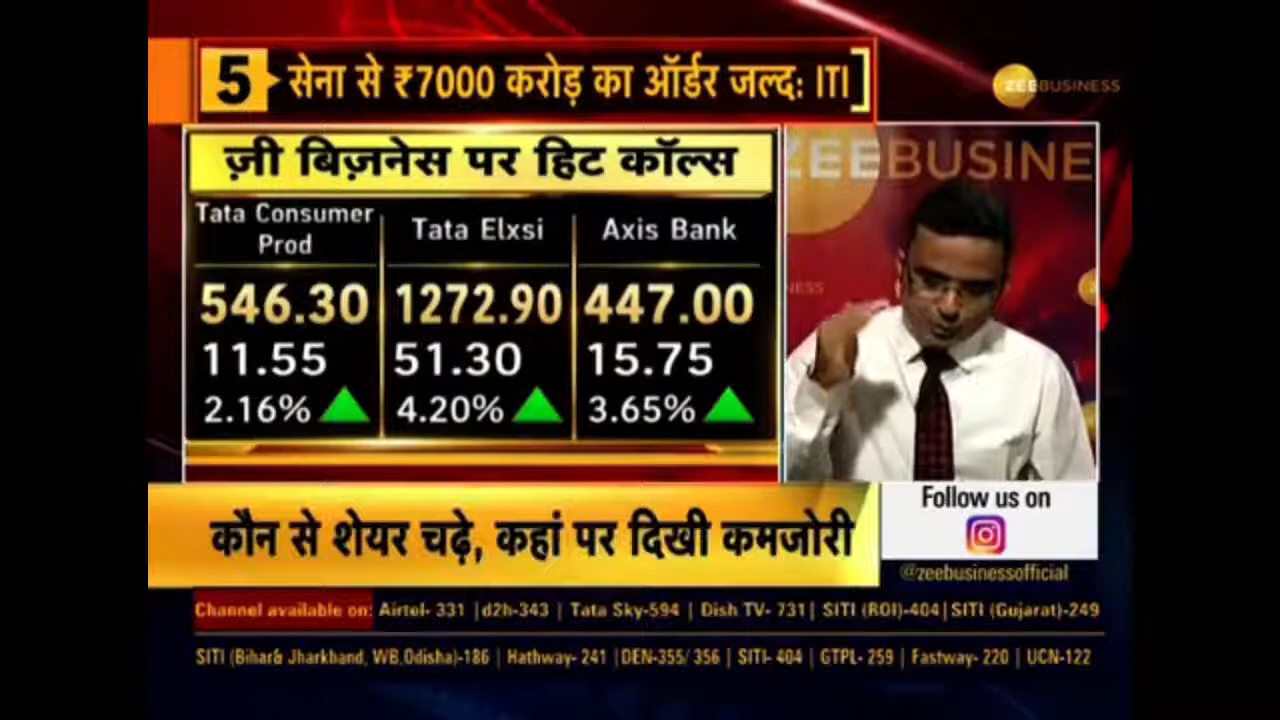 5 सेना से ₹7000 करोड़ का ऑर्डर जल्द: ITI
ZEEBUSINESS
ज़ी बिज़नेस पर हिट कॉल्स
ZEEBUSINE
Tata Consumer Prod
Tata Elxsi
Axis Bank
546.30
1272.90
447.00
11.55
51.30
15.75
2.16%
4.20%
3.65%
NESS
कौन से शेयर चढ़े, कहां पर दिखी कमजोरी
Follow us on
@zeebusinessofficial
Channel available on: Airtel- 331 | d2h-343 | Tata Sky-594 | Dish TV- 731 | SITI (ROI)-404 | SITI (Gujarat)-249
SITI (Bihar& Jharkhand, WB,Odisha)-186 | Hathway- 241 | DEN-355/ 356 | SITI- 404 | GTPL- 259 | Fastway- 220 | UCN-122